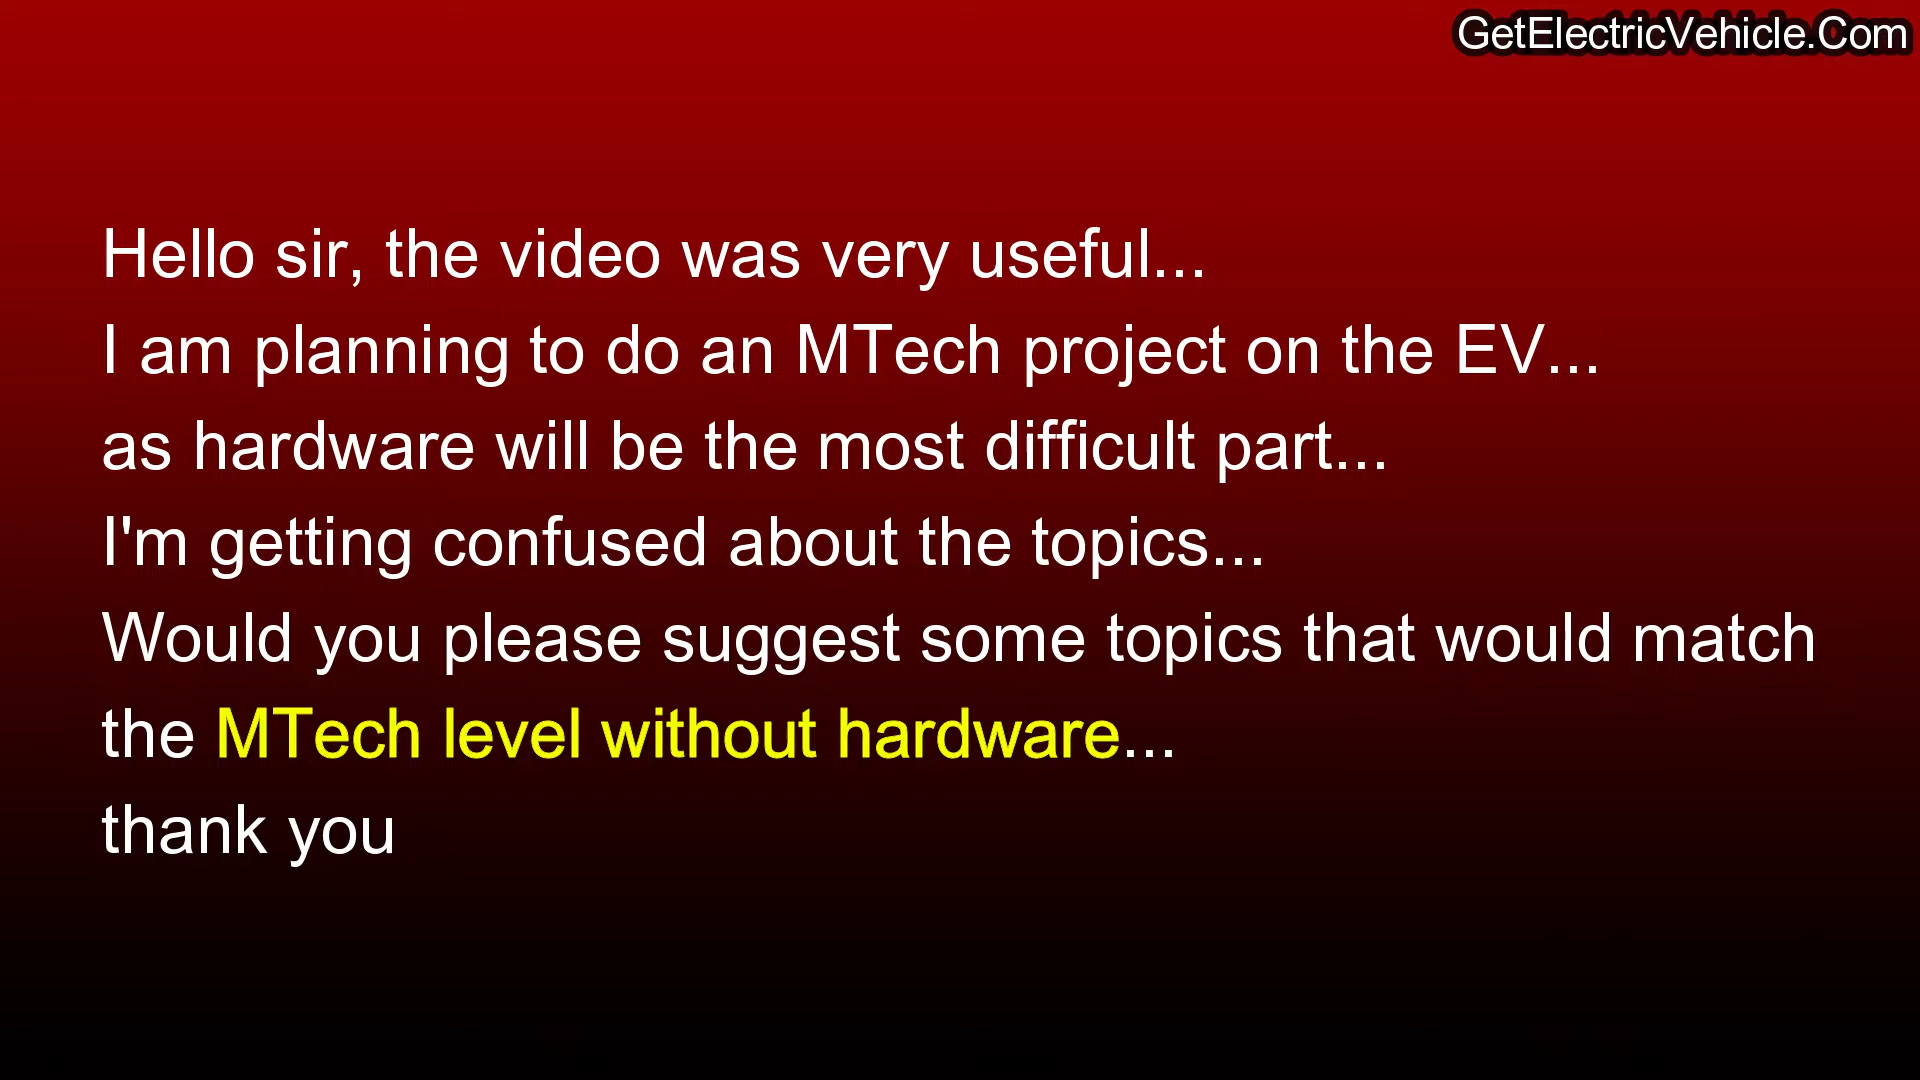 GetElectricVehicle.Com
Hello sir, the video was very useful...
I am planning to do an MTech project on the EV...
as hardware will be the most difficult part...
I'm getting confused about the topics...
Would you please suggest some topics that would match
the MTech level without hardware...
thank you